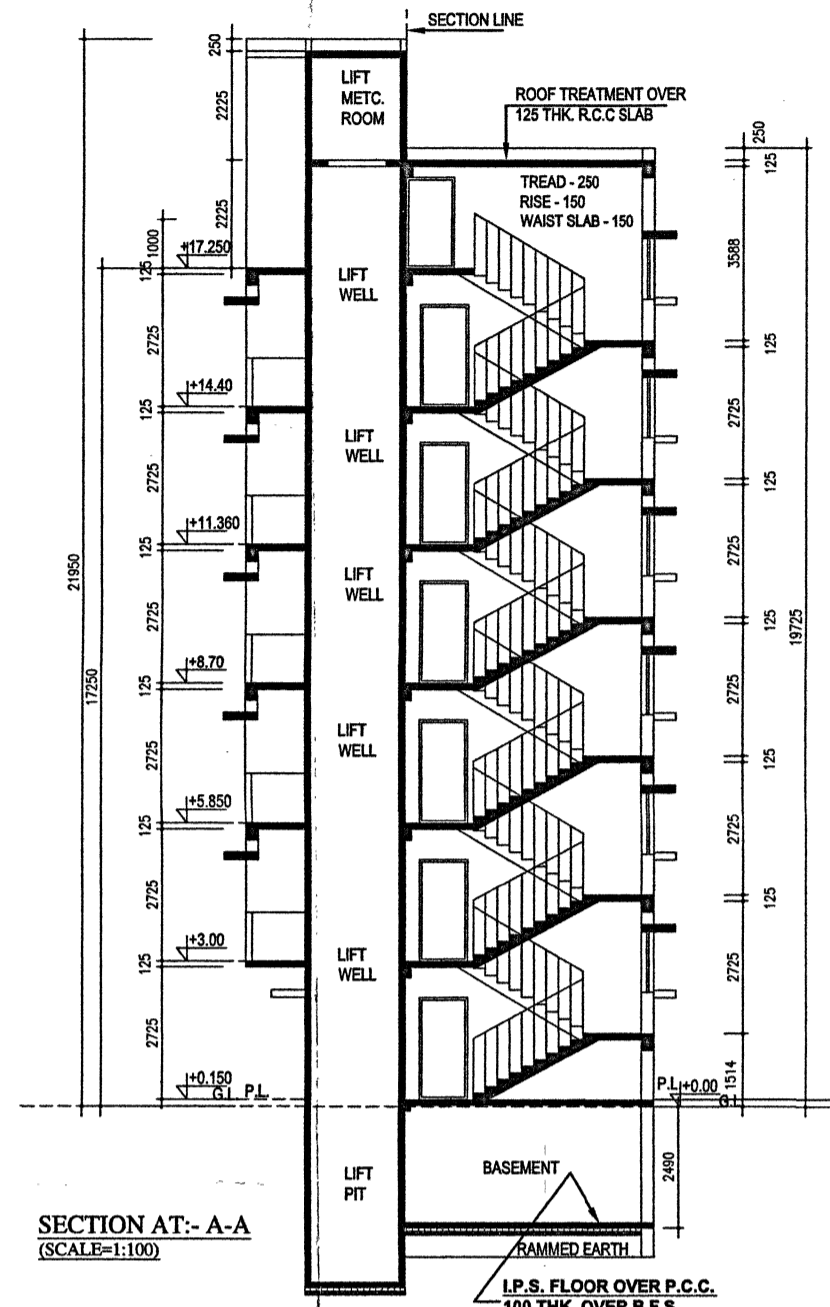 SECTION LINE
250
LIFT
METC.
ROOM
2225
ROOF TREATMENT OVER
125 THK. R.C.C SLAB
250
125
TREAD - 250
RISE - 150
WAIST SLAB - 150
2225
1000
+17.250
3588
125
LIFT
WELL
2725
125
+14.40
125
2725
LIFT
WELL
2725
125
+11.360
125
2725
LIFT
WELL
21950
2725
125
19725
+8.70
17250
125
2725
LIFT
WELL
2725
125
+5.850
125
2725
2725
125
+3.00
125
LIFT
WELL
2725
2725
+0.150
G.L P.L.
P.L +0.00
G.L
1514
LIFT
PIT
BASEMENT
2490
SECTION AT:- A-A
(SCALE=1:100)
RAMMED EARTH
I.P.S. FLOOR OVER P.C.C.
100 THK. OVER B.F.S.